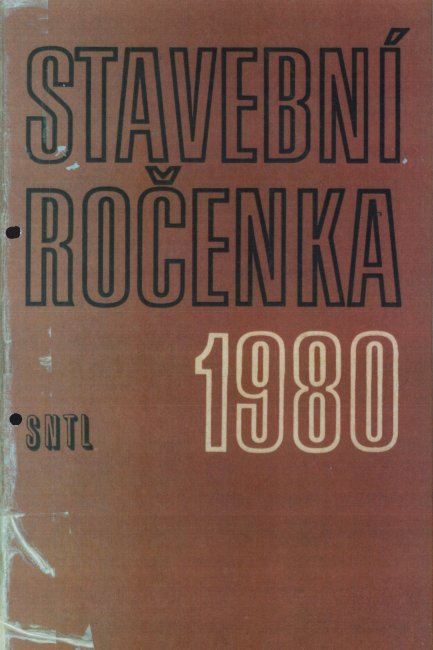 STAVEBNÍ
ROČENKA
1980
SNTL